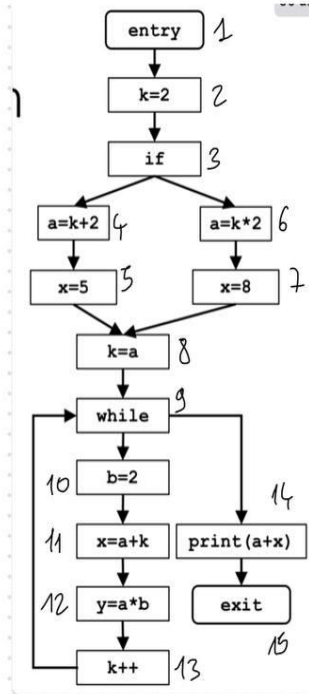 entry 1
k=2 2
if 3
a=k+2 4 a=k*2 6
x=5 5 x=8 7
k=a 8
while 9
10 b=2
14
11 x=a+k print(a+x)
12 y=a*b exit
15
k++ 13